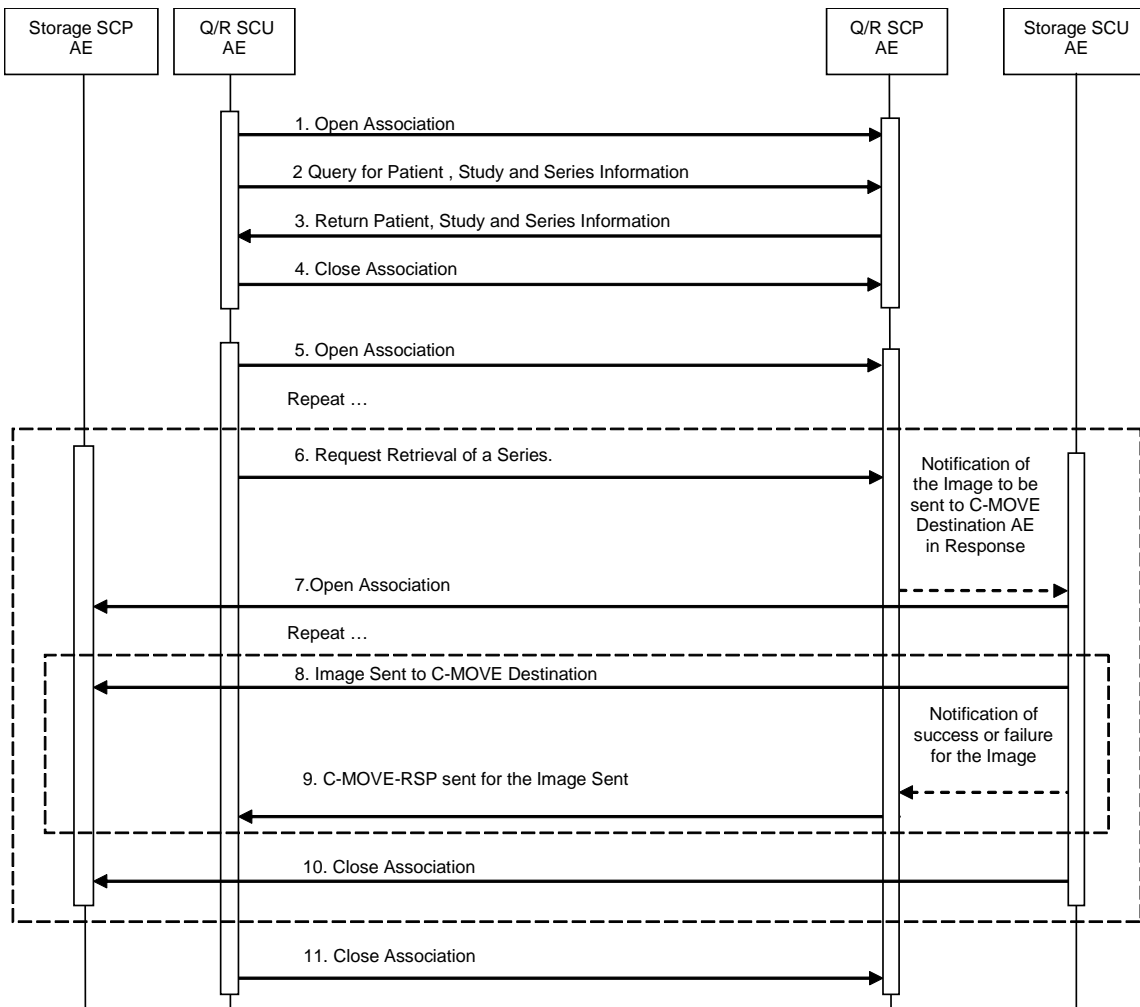 Storage SCP
AE
Q/R SCU
AE
Q/R SCP
AE
Storage SCU
AE
1. Open Association
2 Query for Patient , Study and Series Information
3. Return Patient, Study and Series Information
4. Close Association
5. Open Association
Repeat …
6. Request Retrieval of a Series.
Notification of
the Image to be
sent to C-MOVE
Destination AE
in Response
7.Open Association
Repeat …
8. Image Sent to C-MOVE Destination
Notification of
success or failure
for the Image
9. C-MOVE-RSP sent for the Image Sent
10. Close Association
11. Close Association